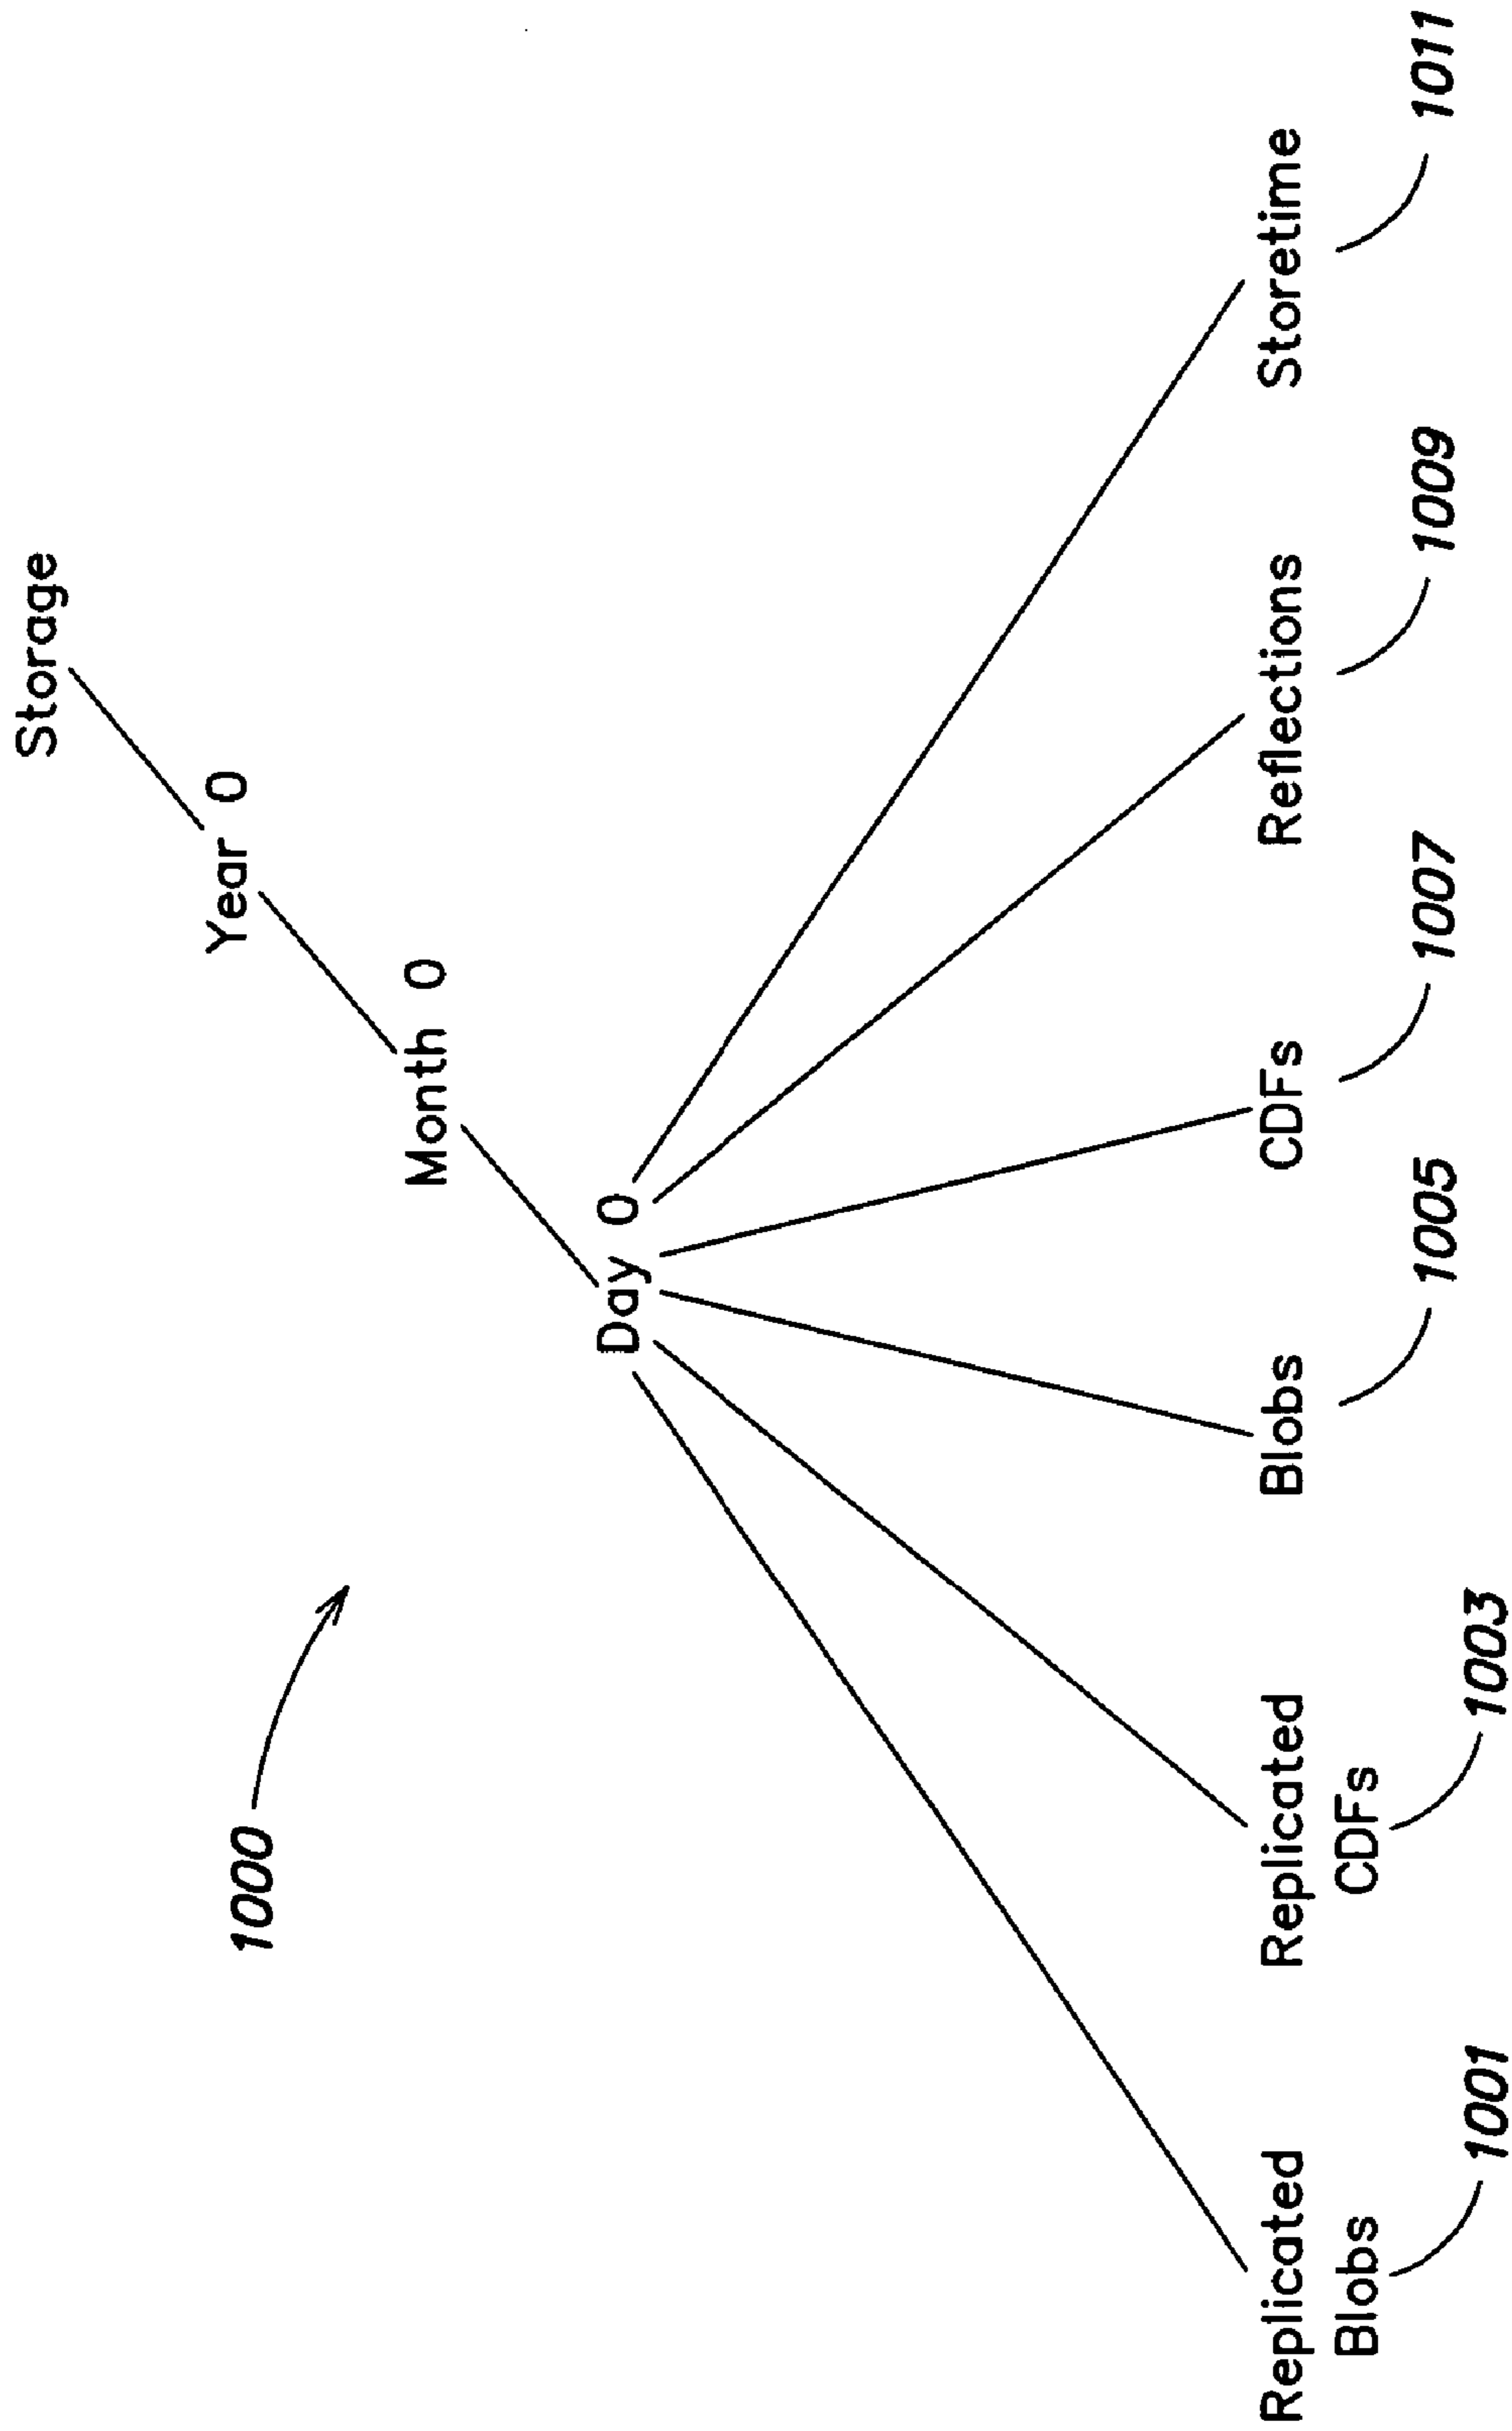 Storage
Year 0
1000
Month 0
Day 0
Replicated
Blobs
1001
Replicated
CDFs
1003
Blobs
1005
CDFs
1007
Reflections
1009
Storetime
1011